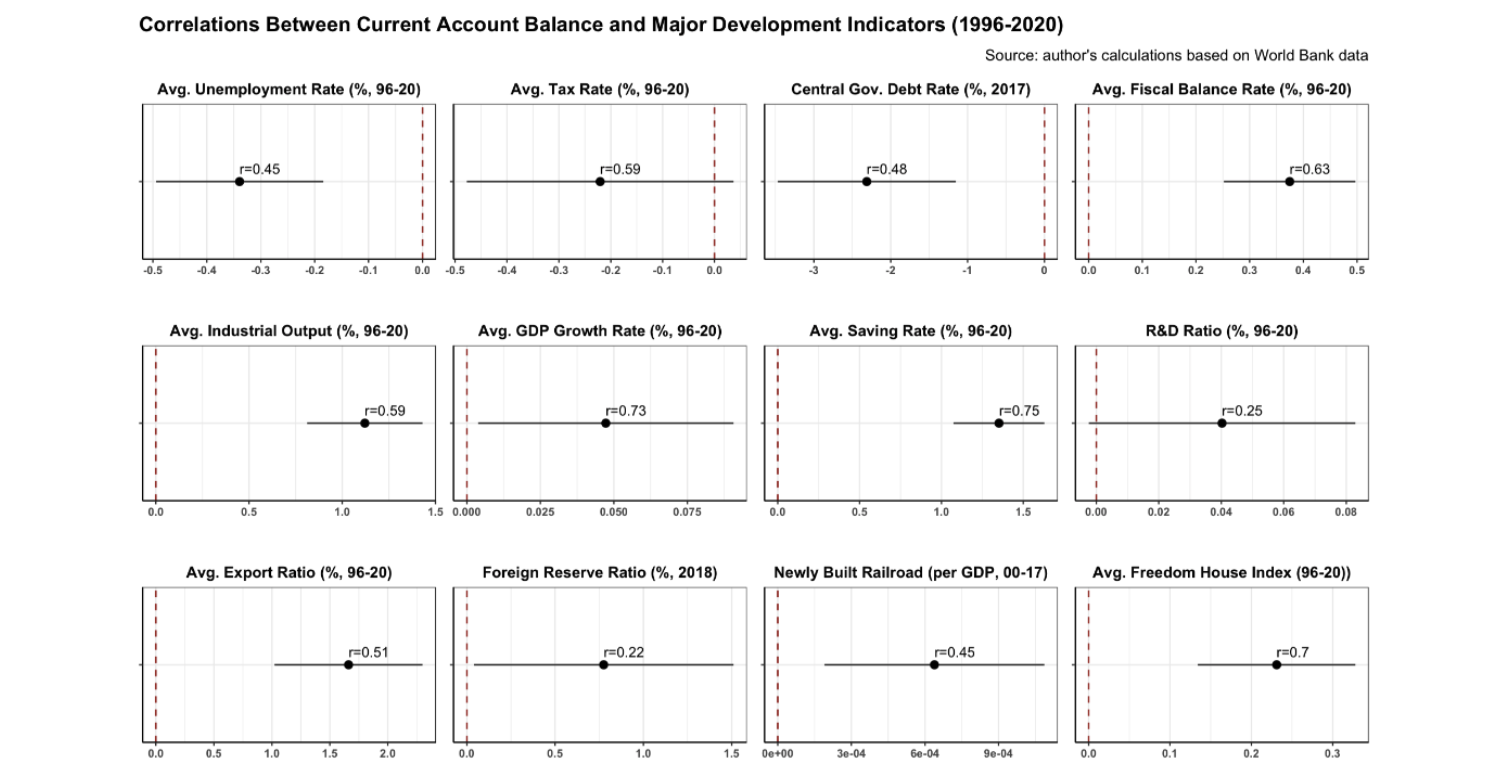 Correlations Between Current Account Balance and Major Development Indicators (1996-2020)
Source: author's calculations based on World Bank data
Avg. Unemployment Rate (%, 96-20) Avg. Tax Rate (%, 96-20) Central Gov. Debt Rate (%, 2017) Avg. Fiscal Balance Rate (%, 96-20)
r=0.45 r=0.59 r=0.48 r=0.63
-0.5 -0.4 -0.3 -0.2 -0.1 0.0 -0.5 -0.4 -0.3 -0.2 -0.1 0.0 -3 -2 -1 0 0.0 0.1 0.2 0.3 0.4 0.5
Avg. Industrial Output (%, 96-20) Avg. GDP Growth Rate (%, 96-20) Avg. Saving Rate (%, 96-20) R&D Ratio (%, 96-20)
r=0.59 r=0.73 r=0.75 r=0.25
0.0 0.5 1.0 1.5 0.000 0.025 0.050 0.075 0.0 0.5 1.0 1.5 0.00 0.02 0.04 0.06 0.08
Avg. Export Ratio (%, 96-20) Foreign Reserve Ratio (%, 2018) Newly Built Railroad (per GDP, 00-17) Avg. Freedom House Index (96-20))
r=0.51 r=0.22 r=0.45 r=0.7
0.0 0.5 1.0 1.5 2.0 0.0 0.5 1.0 1.5 0e+00 3e-04 6e-04 9e-04 0.0 0.1 0.2 0.3